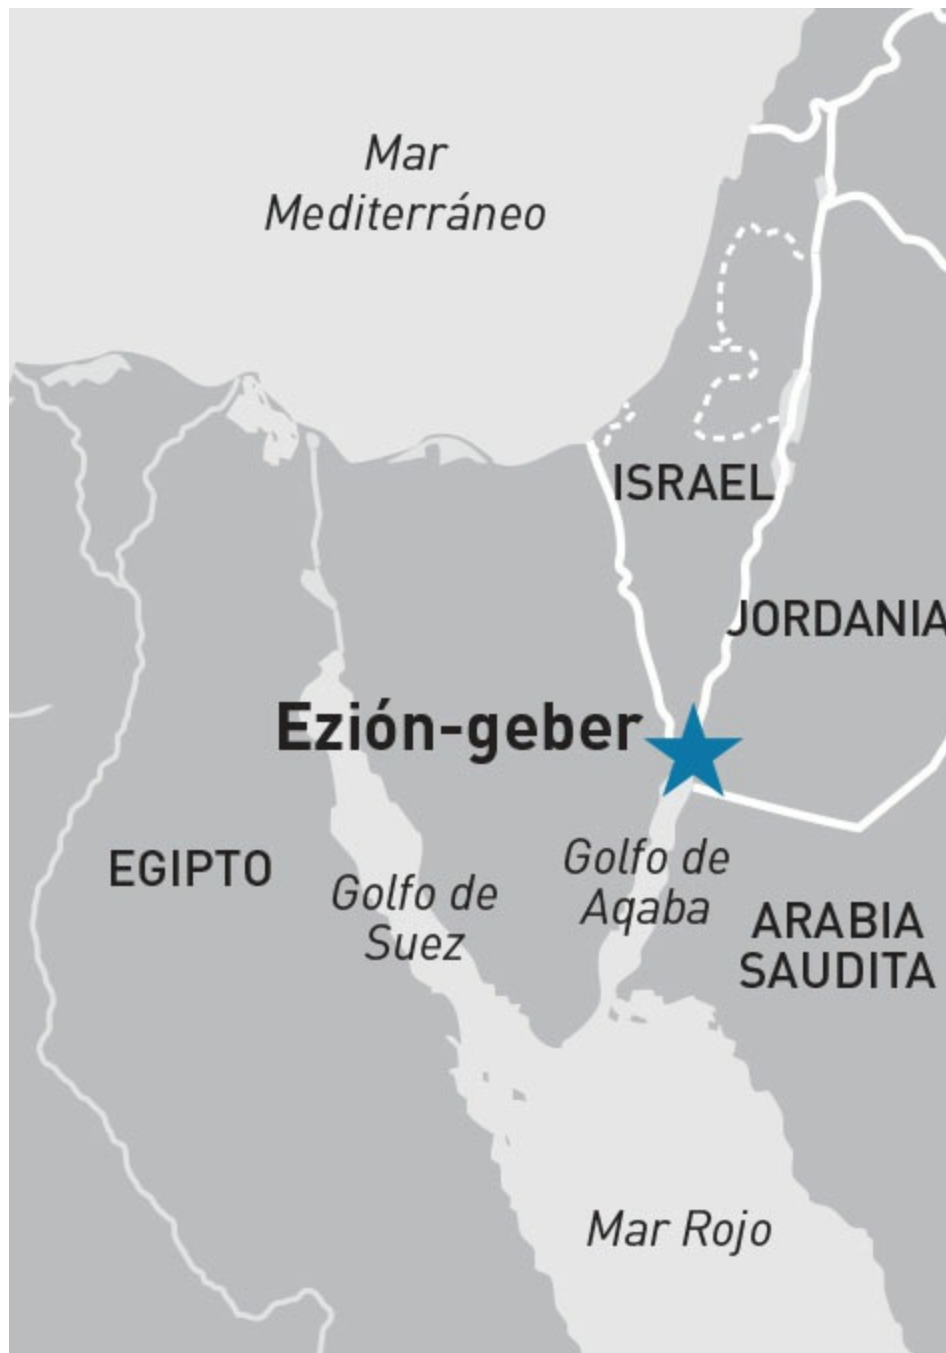 Mar
Mediterráneo
ISRAEL
JORDANIA
Ezión-geber
EGIPTO
Golfo de
Suez
Golfo de
Aqaba
ARABIA
SAUDITA
Mar Rojo